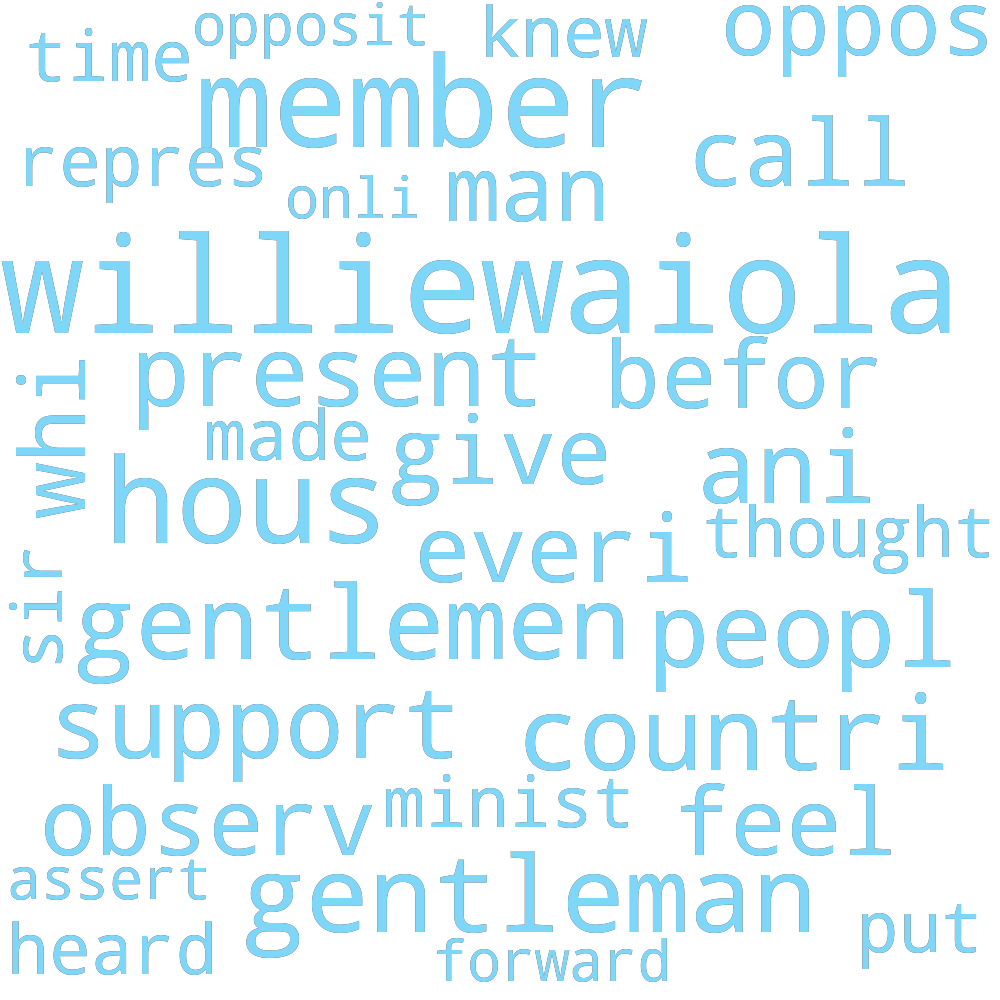 time opposit knew oppos
member
repres onli man call
williewaiola
present befor
whi made give ani
hous everi thought
sir gentlemen peopl
support countri
observ minist feel
assert gentleman put
heard forward